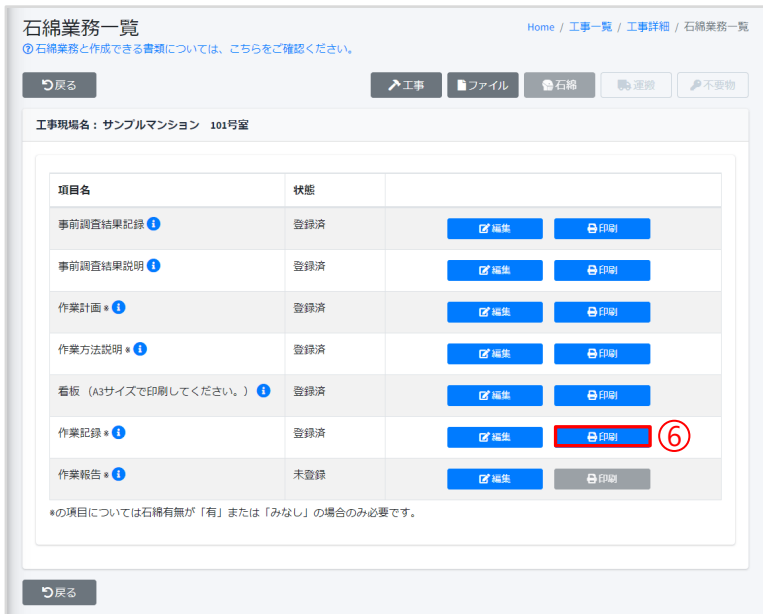 石綿業務一覧
Home / 工事一覧 / 工事詳細 / 石綿業務一覧
石綿業務と作成できる書類については、こちらをご確認ください。
戻る 工事 ファイル 石綿 運搬 不要物
工事現場名： サンプルマンション 101号室
項目名 状態
事前調査結果記録 登録済 編集 印刷
事前調査結果説明 登録済 編集 印刷
作業計画※ 登録済 編集 印刷
作業方法説明※ 登録済 編集 印刷
看板 （A3サイズで印刷してください。） 登録済 編集 印刷
作業記録※ 登録済 編集 印刷 ⑥
作業報告※ 未登録 編集 印刷
※の項目については石綿有無が「有」または「みなし」の場合のみ必要です。
戻る